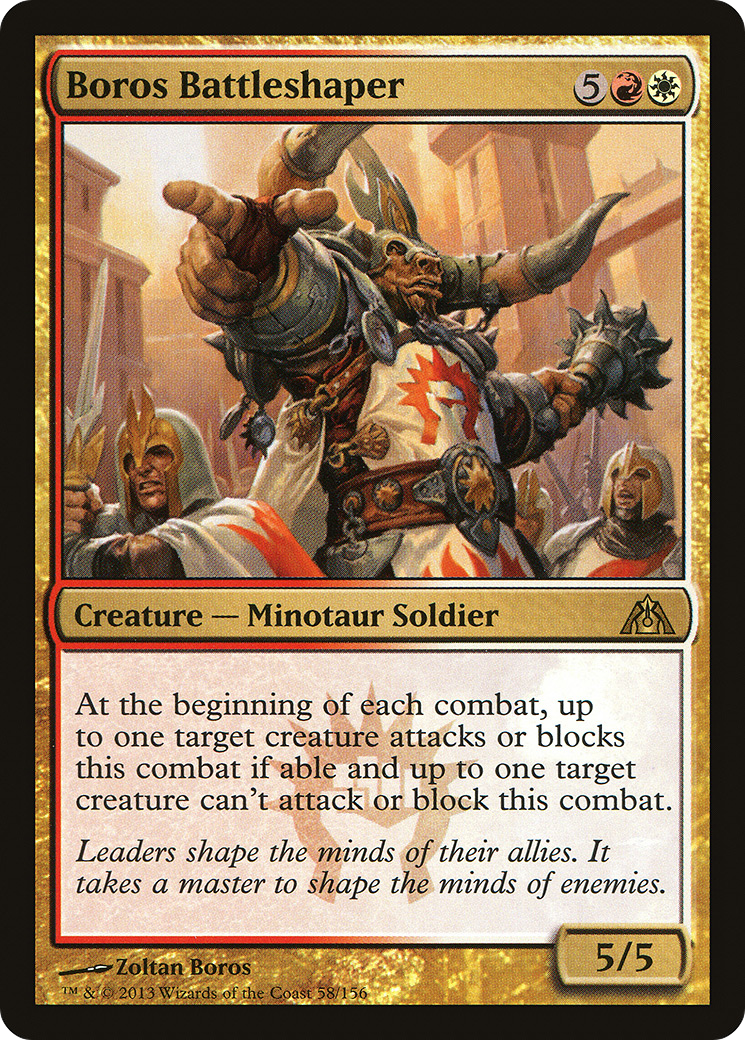 Boros Battleshaper 5
Creature — Minotaur Soldier
At the beginning of each combat, up
to one target creature attacks or blocks
this combat if able and up to one target
creature can't attack or block this combat.
Leaders shape the minds of their allies. It
takes a master to shape the minds of enemies.
5/5
Zoltan Boros
™ & © 2013 Wizards of the Coast 58/156